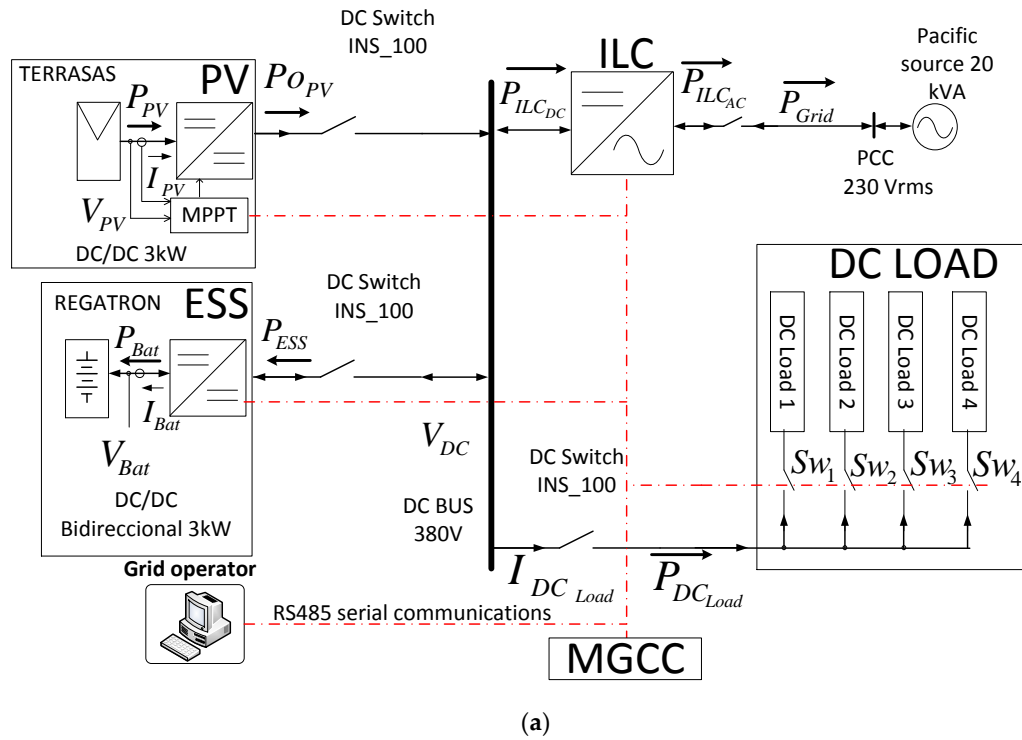 DC Switch
INS_100
TERRASAS
PV
P_PV
Po_PV
I_PV
V_PV
MPPT
DC/DC 3kW
ILC
P_ILC_DC
P_ILC_AC
P_Grid
Pacific
source 20
kVA
PCC
230 Vrms
REGATRON
ESS
P_Bat
I_Bat
V_Bat
DC/DC
Bidireccional 3kW
DC Switch
INS_100
P_ESS
V_DC
DC BUS
380V
DC LOAD
DC Load 1
DC Load 2
DC Load 3
DC Load 4
Sw_1
Sw_2
Sw_3
Sw_4
DC Switch
INS_100
I_DC_Load
P_DC_Load
Grid operator
RS485 serial communications
MGCC
(a)